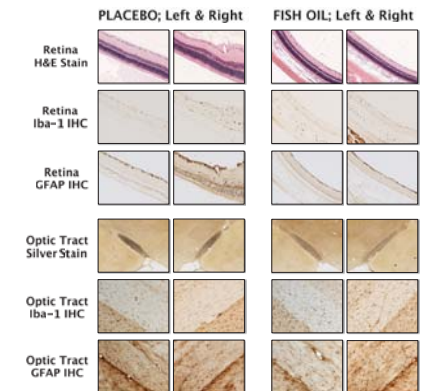 PLACEBO; Left & Right
FISH OIL; Left & Right
Retina
H&E Stain
Retina
Iba-1 IHC
Retina
GFAP IHC
Optic Tract
Silver Stain
Optic Tract
Iba-1 IHC
Optic Tract
GFAP IHC